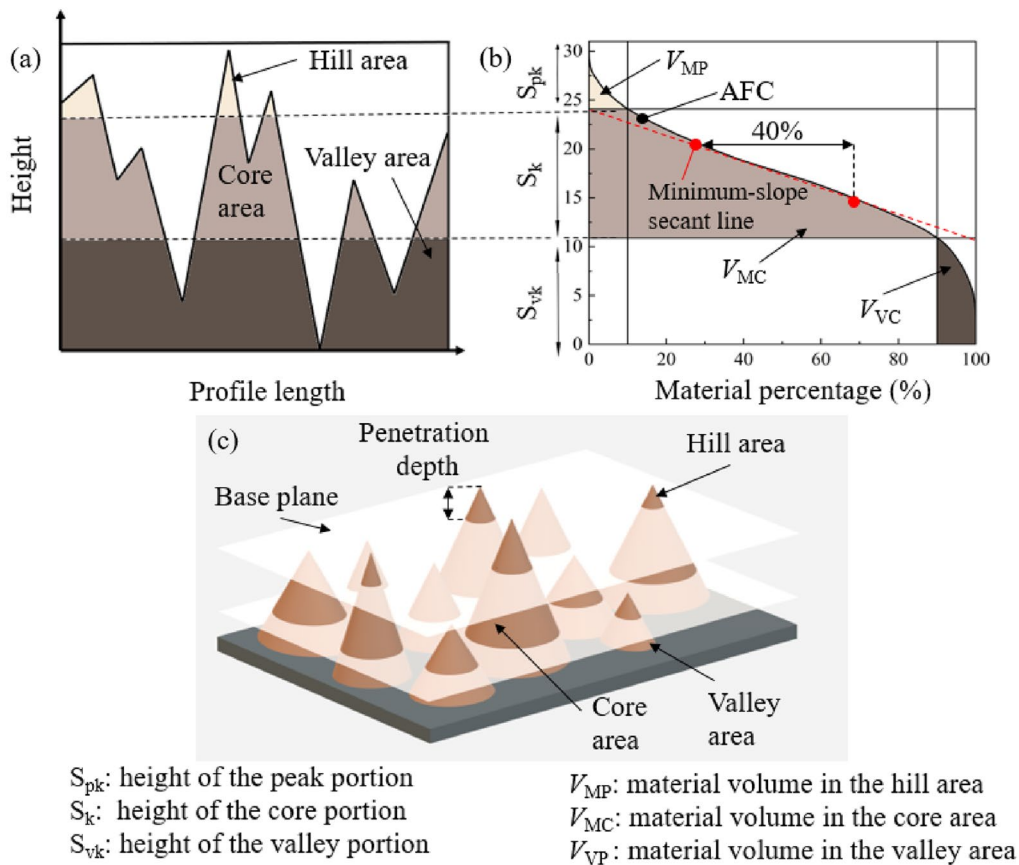 (a)
Height
Hill area
Core
area
Valley area
Profile length
(b)
S_pk
S_k
S_vk
30
25
20
15
10
5
0
V_MP
AFC
40%
Minimum-slope
secant line
V_MC
V_VC
0 20 40 60 80 100
Material percentage (%)
(c)
Penetration
depth
Hill area
Base plane
Core
area
Valley
area
S_pk: height of the peak portion
S_k: height of the core portion
S_vk: height of the valley portion
V_MP: material volume in the hill area
V_MC: material volume in the core area
V_VP: material volume in the valley area